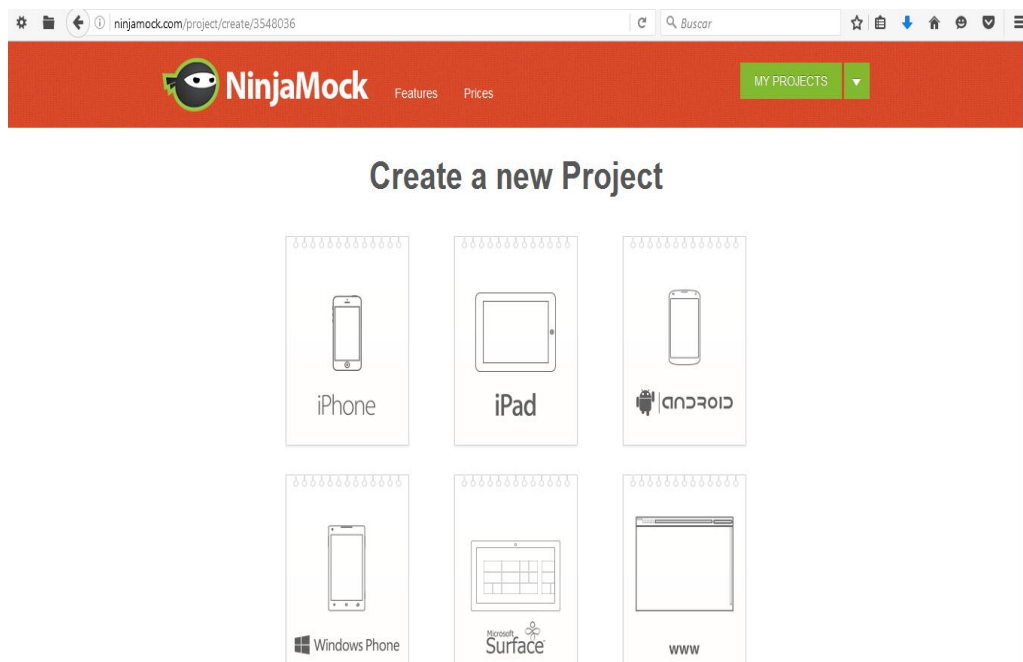 ninjamock.com/project/create/3548036
Buscar
NinjaMock
Features
Prices
MY PROJECTS
Create a new Project
iPhone
iPad
ANDROID
Windows Phone
Microsoft
Surface
www